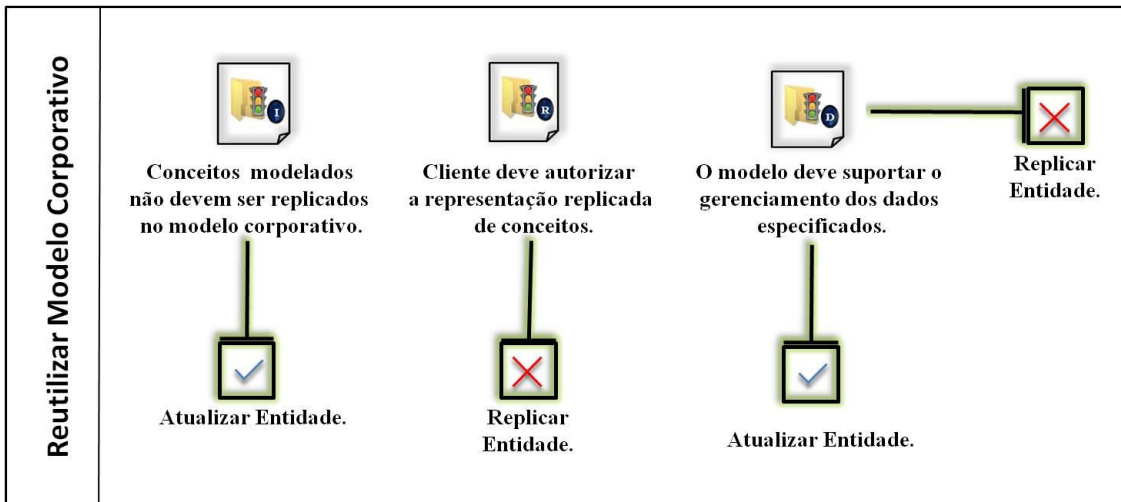 Reutilizar Modelo Corporativo
I
Conceitos modelados
não devem ser replicados
no modelo corporativo.
Atualizar Entidade.
R
Cliente deve autorizar
a representação replicada
de conceitos.
Replicar
Entidade.
D
O modelo deve suportar o
gerenciamento dos dados
especificados.
Atualizar Entidade.
Replicar
Entidade.